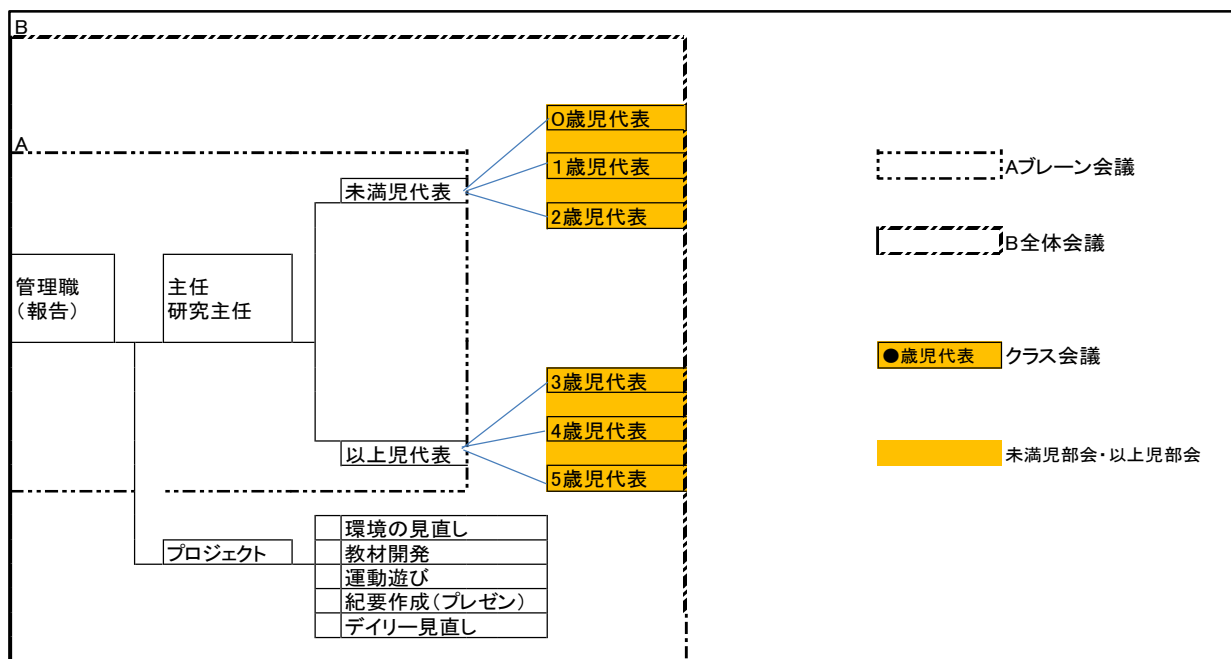 B
A
0歳児代表
1歳児代表
未満児代表
2歳児代表
管理職
（報告）
主任
研究主任
3歳児代表
4歳児代表
以上児代表
5歳児代表
プロジェクト
環境の見直し
教材開発
運動遊び
紀要作成（プレゼン）
デイリー見直し
Aブレーン会議
B全体会議
●歳児代表 クラス会議
未満児部会・以上児部会